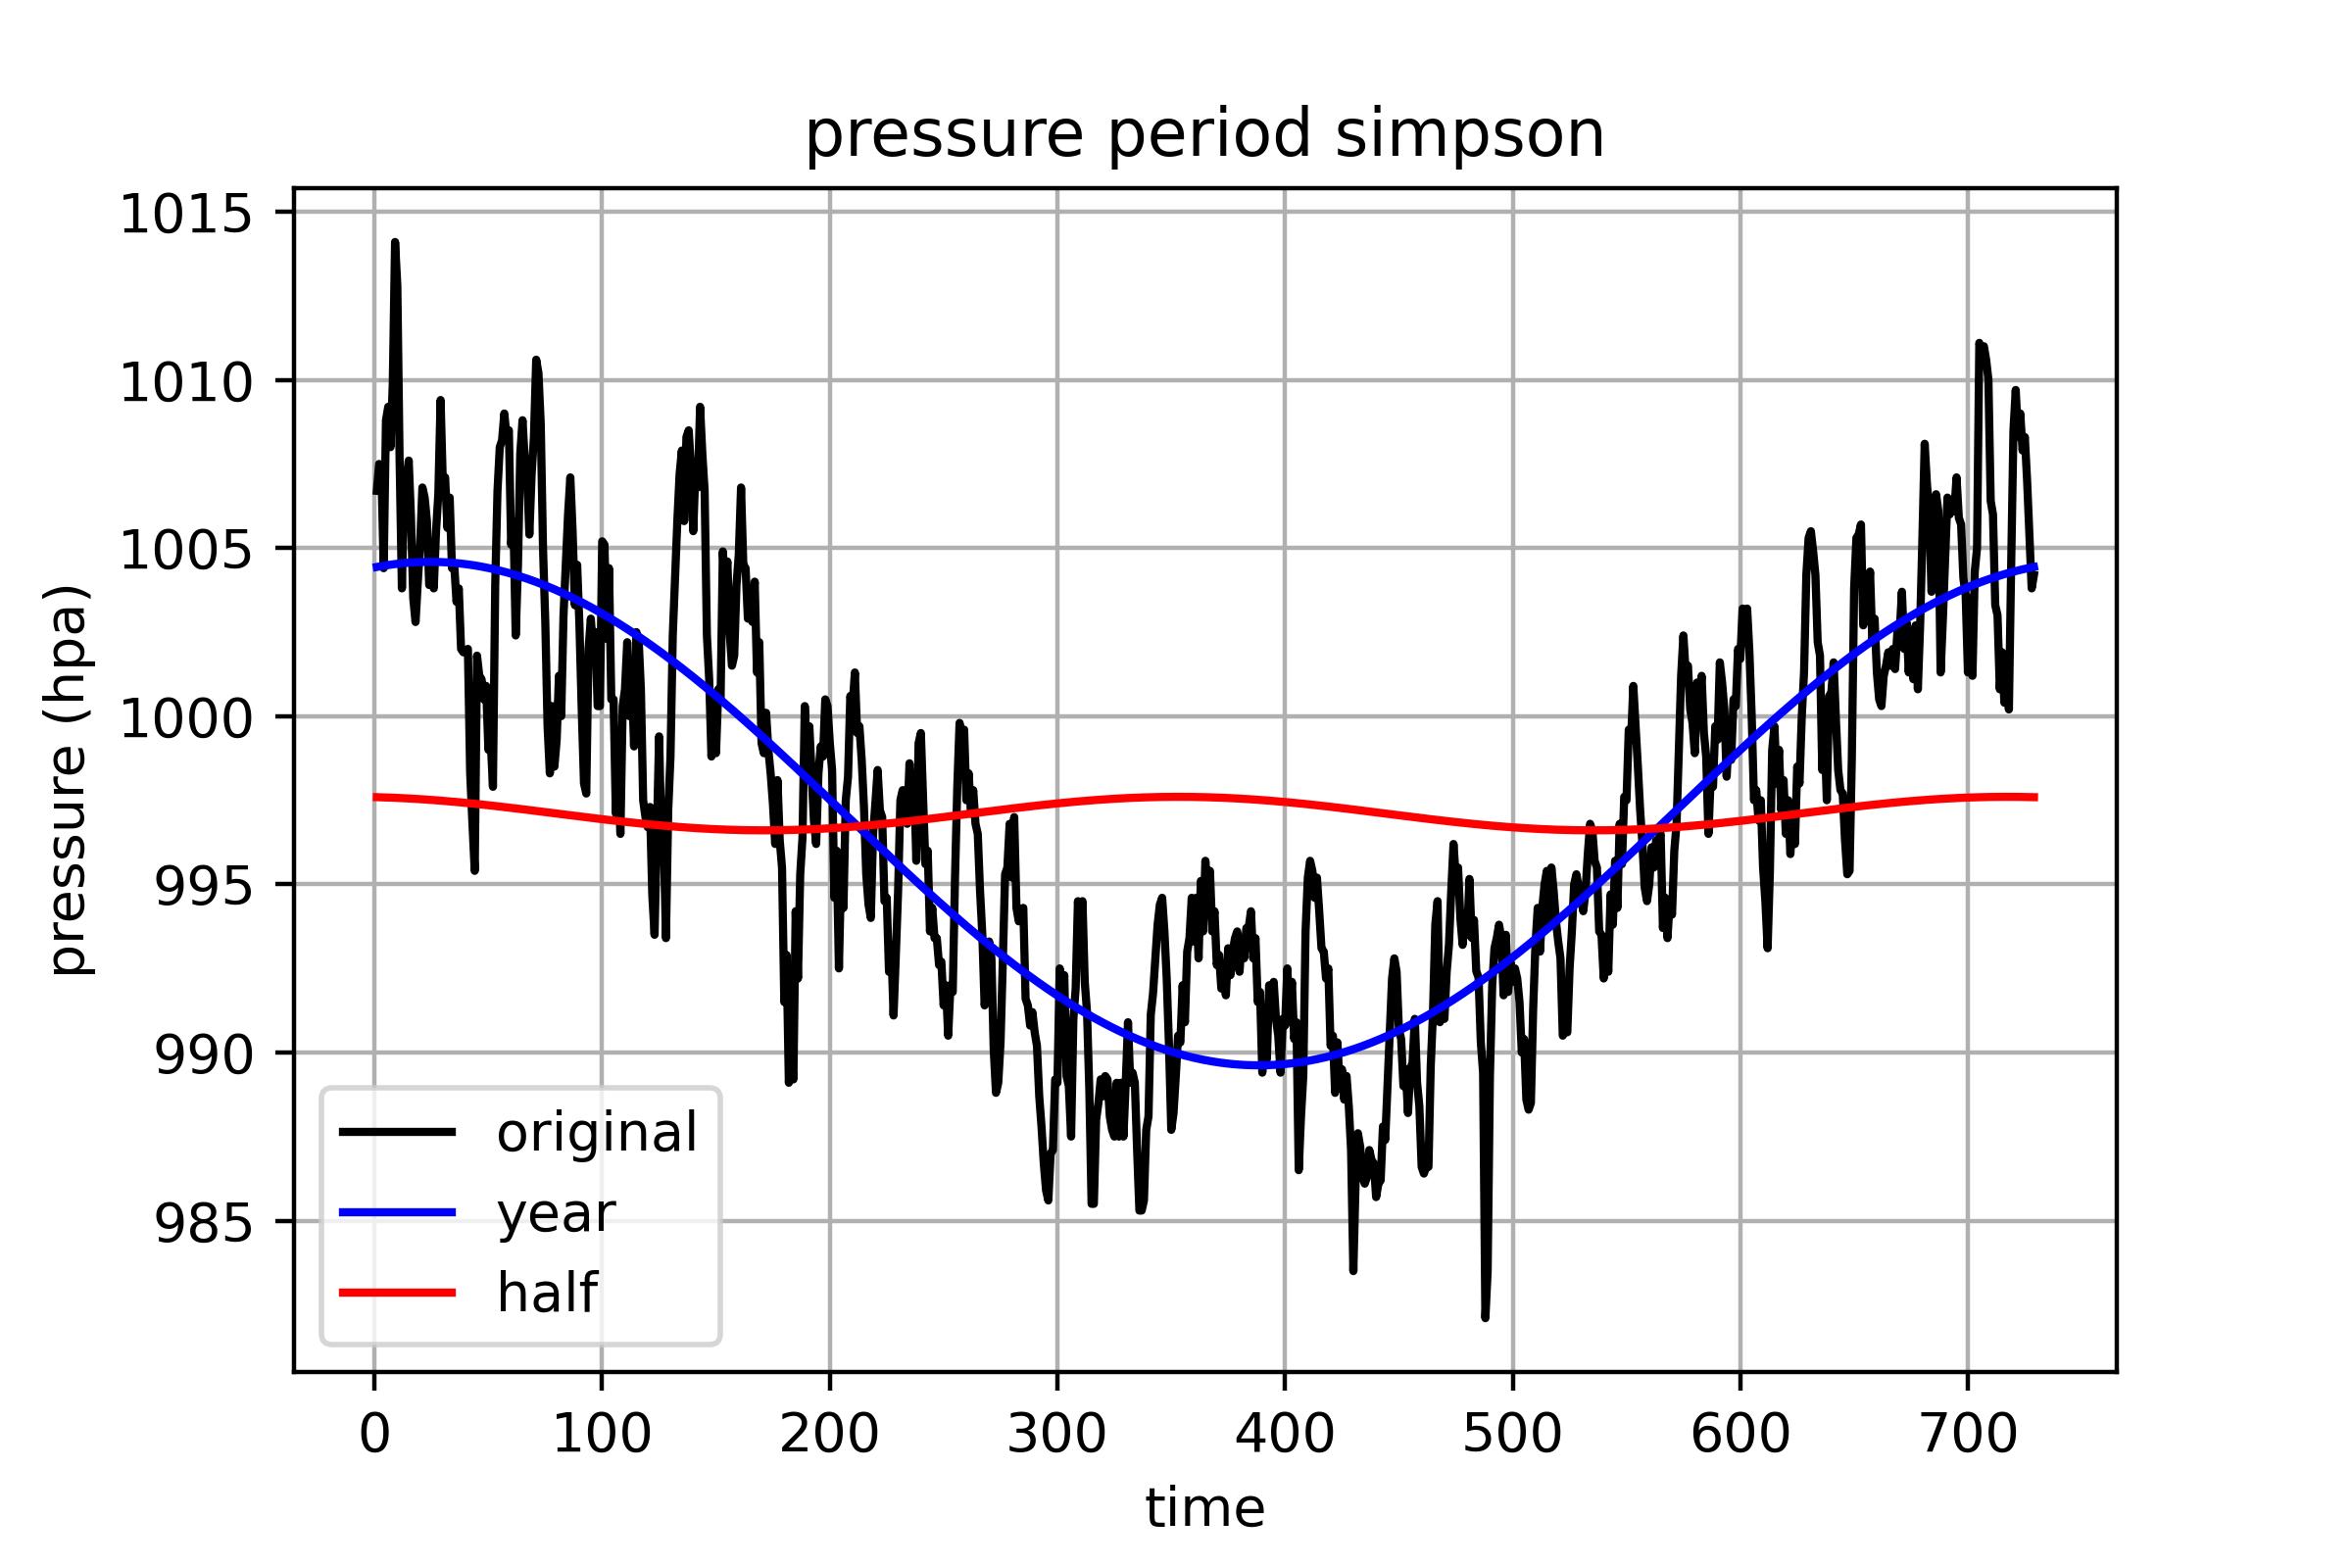 pressure period simpson
pressure (hpa)
1015
1010
1005
1000
995
990
985
original
year
half
0 100 200 300 400 500 600 700
time